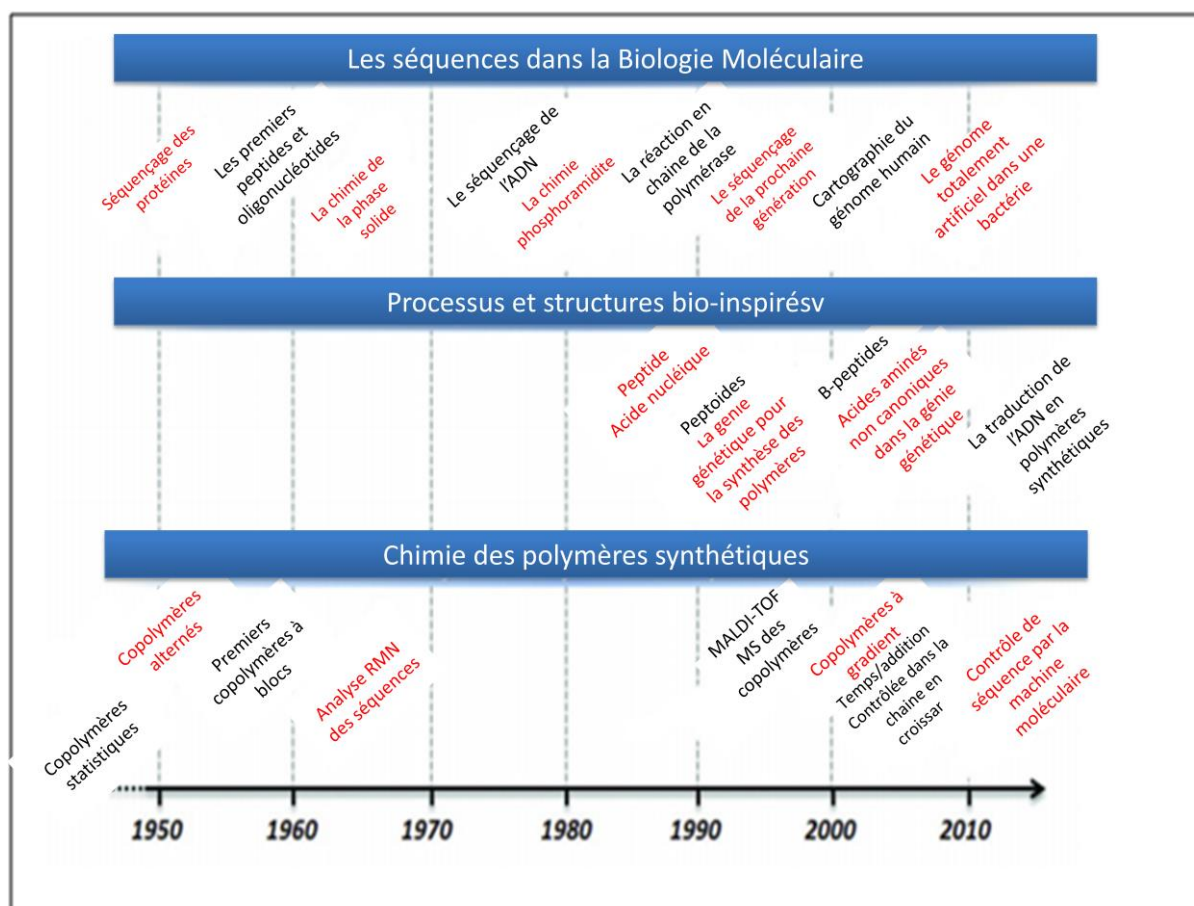 Les séquences dans la Biologie Moléculaire
Séquençage des
protéines
Les premiers
peptides et
oligonucléotides
La chimie de
la phase
solide
Le séquençage de
l'ADN
La chimie
phosphoramidite
La réaction en
chaine de la
polymérase
Le séquençage
de la prochaine
génération
Cartographie du
génome humain
Le génome
totalement
artificiel dans une
bactérie
Processus et structures bio-inspirésv
Peptide
Acide nucléique
Peptoides
La genie
génétique pour
la synthèse des
polymères
B-peptides
Acides aminés
non canoniques
dans la génie
génétique
La traduction de
l'ADN en
polymères
synthétiques
Chimie des polymères synthétiques
Copolymères
statistiques
Copolymères
alternés
Premiers
copolymères à
blocs
Analyse RMN
des séquences
MALDI-TOF
MS des
copolymères
Copolymères à
gradient
Temps/addition
Contrôlée dans la
chaine en
croissar
Contrôle de
séquence par la
machine
moléculaire
1950 1960 1970 1980 1990 2000 2010